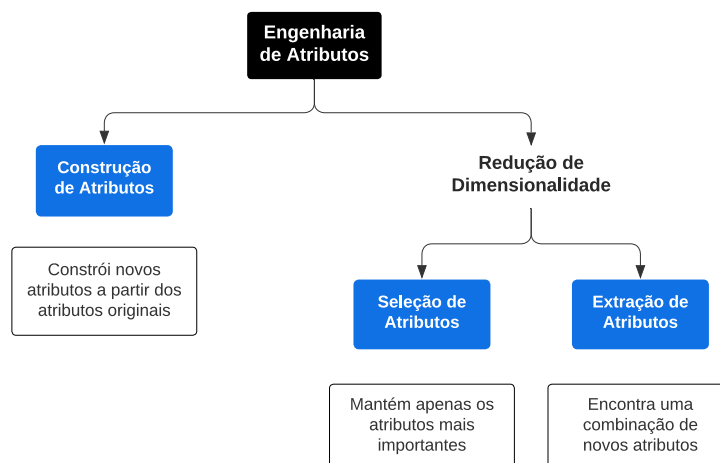 Engenharia
de Atributos
Construção
de Atributos
Redução de
Dimensionalidade
Constrói novos
atributos a partir dos
atributos originais
Seleção de
Atributos
Extração de
Atributos
Mantém apenas os
atributos mais
importantes
Encontra uma
combinação de
novos atributos